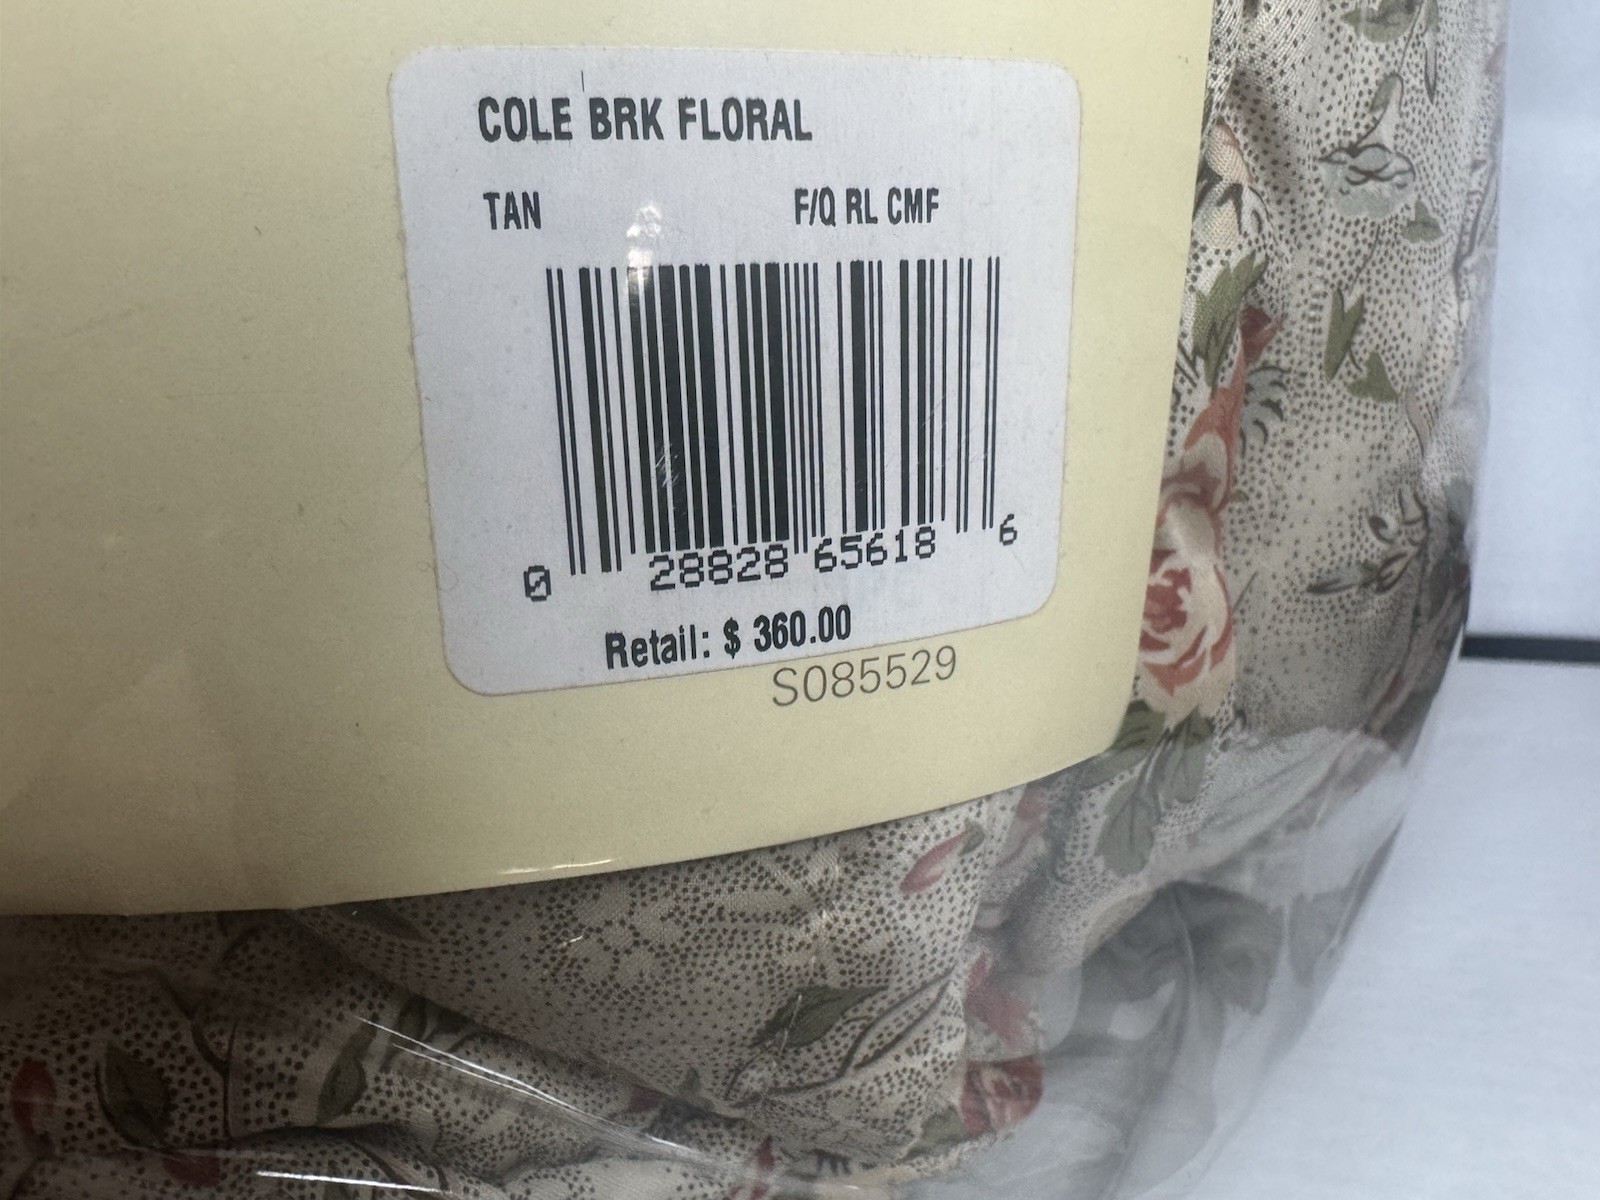 COLE BRK FLORAL
TAN F/Q RL CMF
0 28828 65618 6
Retail: $ 360.00
S085529